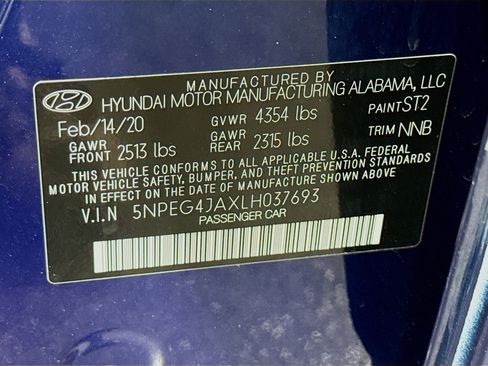 MANUFACTURED BY
HYUNDAI MOTOR MANUFACTURING ALABAMA, LLC
Feb/14/20 GVWR 4354 lbs PAINT ST2
GAWR FRONT 2513 lbs GAWR REAR 2315 lbs TRIM NNB
THIS VEHICLE CONFORMS TO ALL APPLICABLE U.S.A. FEDERAL
MOTOR VEHICLE SAFETY, BUMPER, AND THEFT PREVENTION
STANDARDS IN EFFECT ON THE DATE OF MANUFACTURE SHOWN ABOVE.
V.I.N 5NPEG4JAXLH037693
PASSENGER CAR